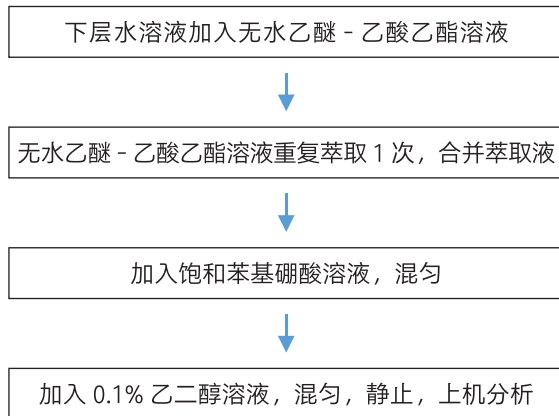 下层水溶液加入无水乙醚 - 乙酸乙酯溶液
无水乙醚 - 乙酸乙酯溶液重复萃取 1 次，合并萃取液
加入饱和苯基硼酸溶液，混匀
加入 0.1% 乙二醇溶液，混匀，静止，上机分析